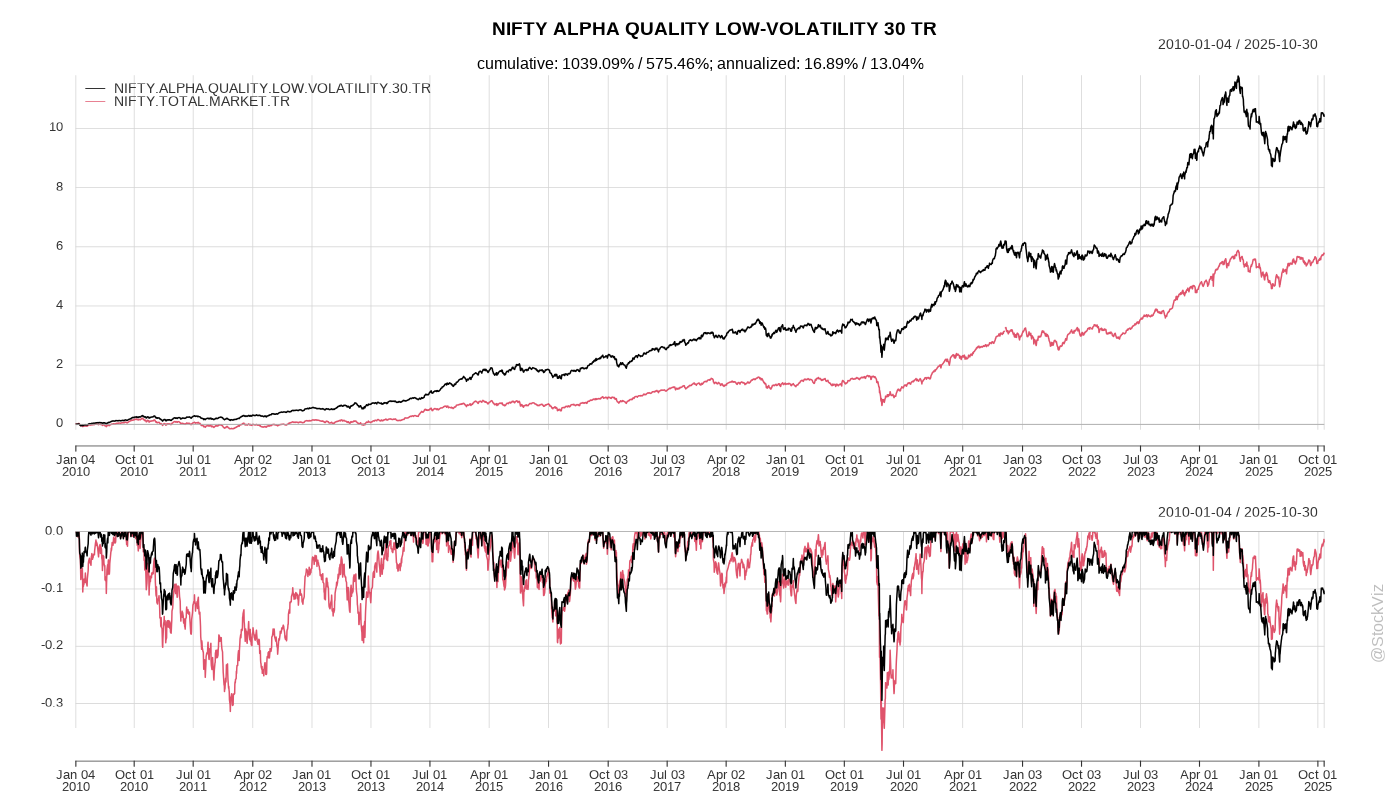 NIFTY ALPHA QUALITY LOW-VOLATILITY 30 TR
2010-01-04 / 2025-10-30
cumulative: 1039.09% / 575.46%; annualized: 16.89% / 13.04%
NIFTY.ALPHA.QUALITY.LOW.VOLATILITY.30.TR
NIFTY.TOTAL.MARKET.TR
10
8
6
4
2
0
Jan 04 Oct 01 Jul 01 Apr 02 Jan 01 Oct 01 Jul 01 Apr 01 Jan 01 Oct 03 Jul 03 Apr 02 Jan 01 Oct 01 Jul 01 Apr 01 Jan 03 Oct 03 Jul 03 Apr 01 Jan 01 Oct 01
2010 2010 2011 2012 2013 2013 2014 2015 2016 2016 2017 2018 2019 2019 2020 2021 2022 2022 2023 2024 2025 2025
2010-01-04 / 2025-10-30
0.0
-0.1
-0.2
-0.3
Jan 04 Oct 01 Jul 01 Apr 02 Jan 01 Oct 01 Jul 01 Apr 01 Jan 01 Oct 03 Jul 03 Apr 02 Jan 01 Oct 01 Jul 01 Apr 01 Jan 03 Oct 03 Jul 03 Apr 01 Jan 01 Oct 01
2010 2010 2011 2012 2013 2013 2014 2015 2016 2016 2017 2018 2019 2019 2020 2021 2022 2022 2023 2024 2025 2025
@StockViz